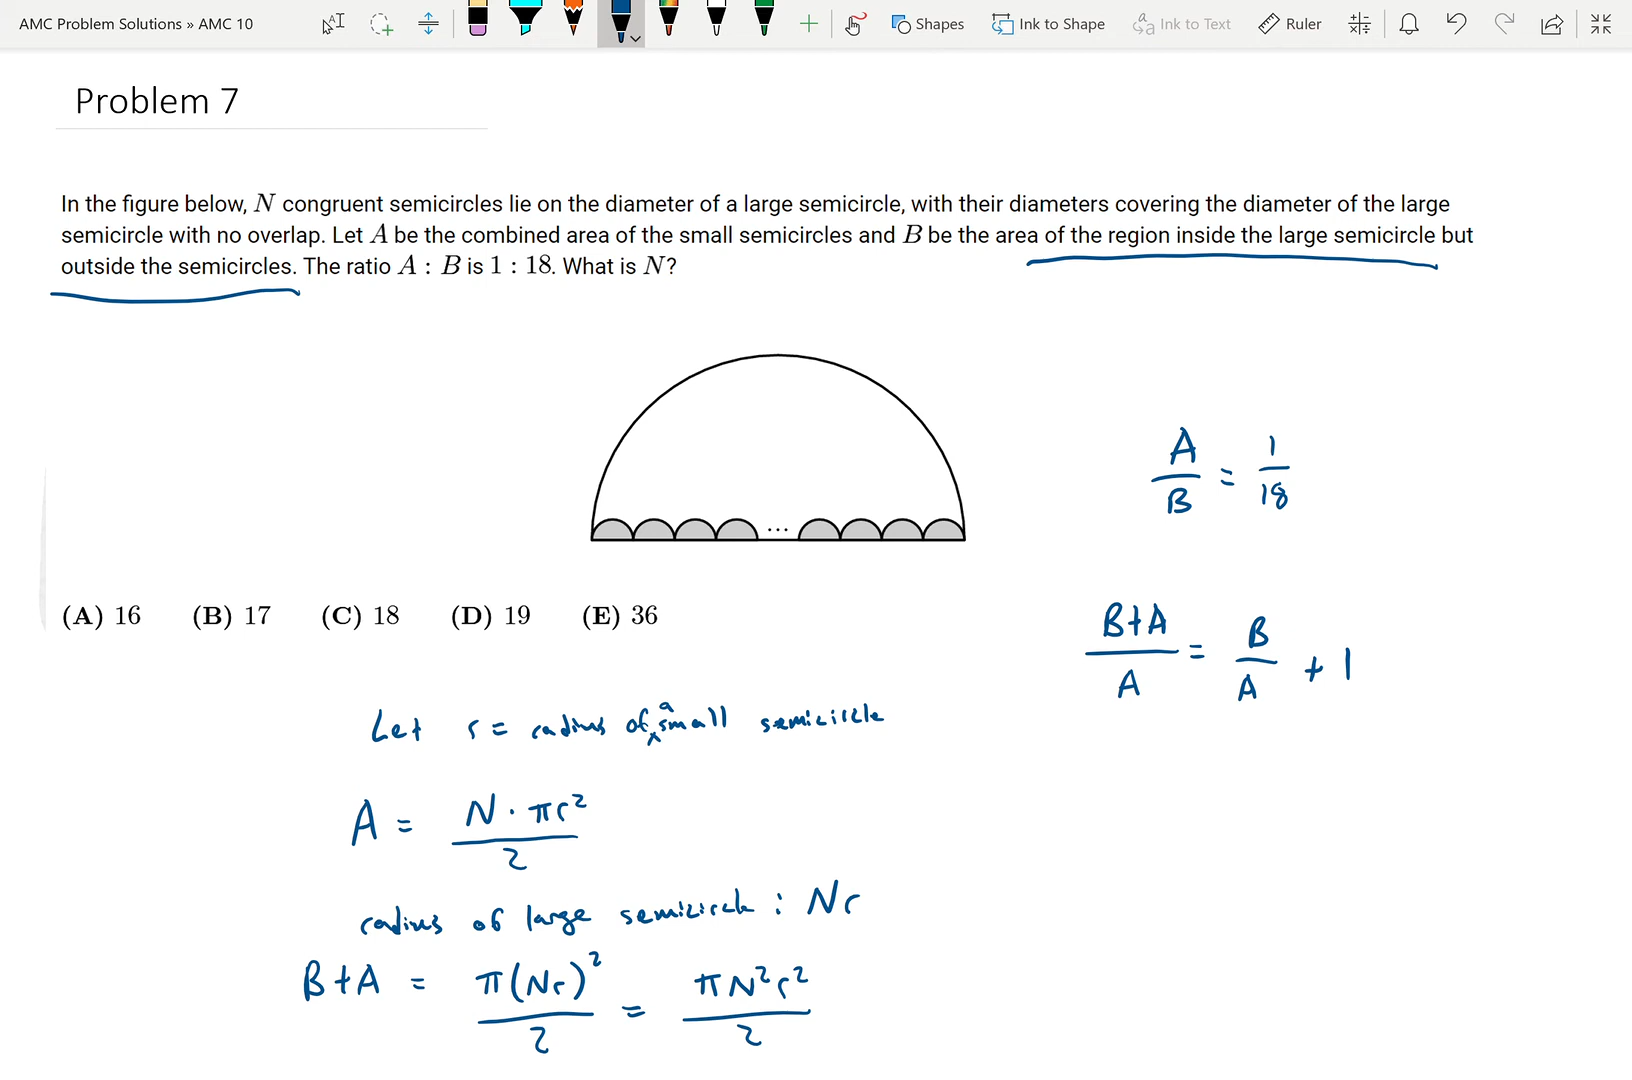 AMC Problem Solutions » AMC 10
Shapes
Ink to Shape
Ink to Text
Ruler
Problem 7
In the figure below, N congruent semicircles lie on the diameter of a large semicircle, with their diameters covering the diameter of the large
semicircle with no overlap. Let A be the combined area of the small semicircles and B be the area of the region inside the large semicircle but
outside the semicircles. The ratio A : B is 1 : 18. What is N?
...
A/B = 1/18
(A) 16 (B) 17 (C) 18 (D) 19 (E) 36
B+A/A = B/A + 1
Let r = radius of a small semicircle
A = N · πr²/2
radius of large semicircle : Nr
B+A = π(Nr)²/2 = πN²r²/2